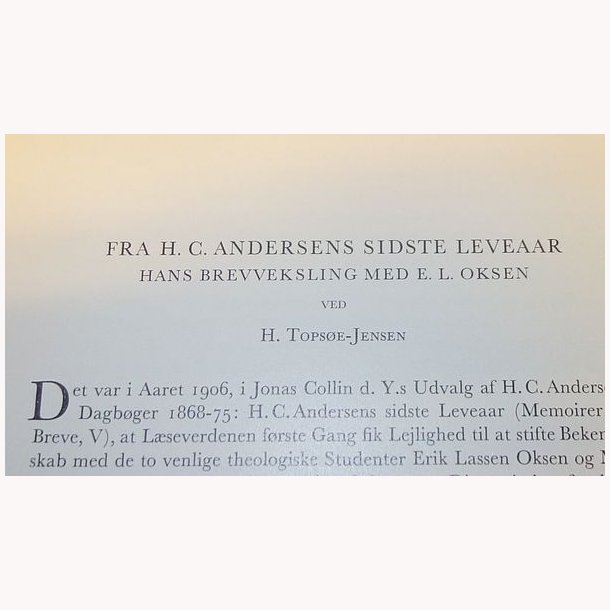 FRA H. C. ANDERSENS SIDSTE LEVEAAR
HANS BREVVEKSLING MED E. L. OKSEN
VED
H. TOPSØE-JENSEN
Det var i Aaret 1906, i Jonas Collin d. Y.s Udvalg af H. C. Anderse
Dagbøger 1868-75: H. C. Andersens sidste Leveaar (Memoirer
Breve, V), at Læseverdenen første Gang fik Lejlighed til at stifte Beken
skab med de to venlige theologiske Studenter Erik Lassen Oksen og